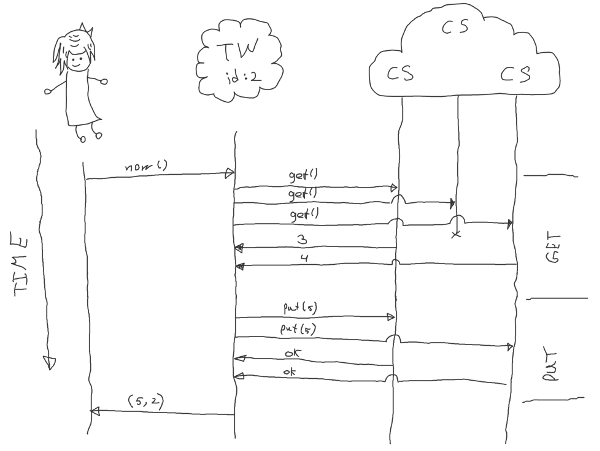 CS
TW
id:2
CS
CS
now()
get()
get()
get()
3
4
GET
TIME
put(5)
put(5)
ok
ok
PUT
(5,2)